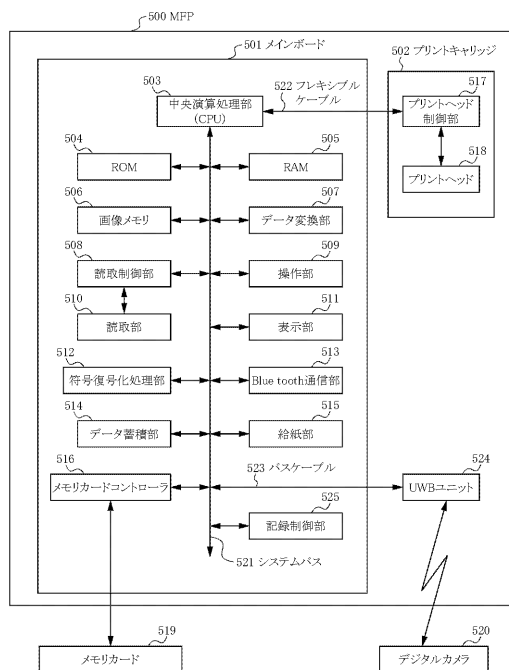 500 MFP
501 メインボード
502 プリントキャリッジ
503
中央演算処理部
(CPU)
522 フレキシブル
ケーブル
517
プリントヘッド
制御部
504
ROM
505
RAM
518
プリントヘッド
506
画像メモリ
507
データ変換部
508
読取制御部
509
操作部
510
読取部
511
表示部
512
符号復号化処理部
513
Blue tooth通信部
514
データ蓄積部
515
給紙部
516
メモリカードコントローラ
523 バスケーブル
524
UWBユニット
525
記録制御部
521 システムバス
519
メモリカード
520
デジタルカメラ